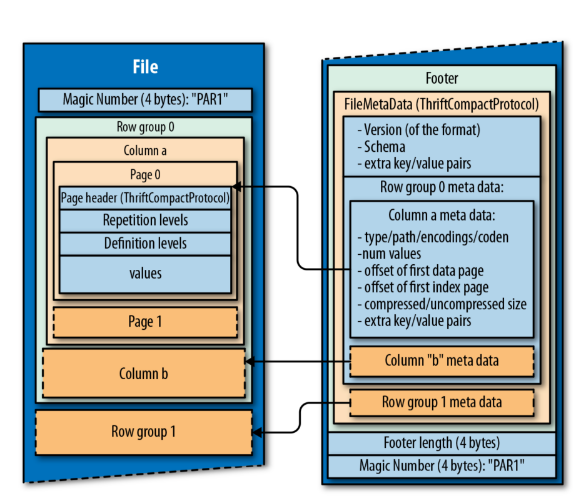 File
Magic Number (4 bytes): "PAR1"
Row group 0
Column a
Page 0
Page header (ThriftCompactProtocol)
Repetition levels
Definition levels
values
Page 1
Column b
Row group 1
Footer
FileMetaData (ThriftCompactProtocol)
- Version (of the format)
- Schema
- extra key/value pairs
Row group 0 meta data:
Column a meta data:
- type/path/encodings/coden
-num values
- offset of first data page
- offset of first index page
- compressed/uncompressed size
- extra key/value pairs
Column "b" meta data
Row group 1 meta data
Footer length (4 bytes)
Magic Number (4 bytes): "PAR1"